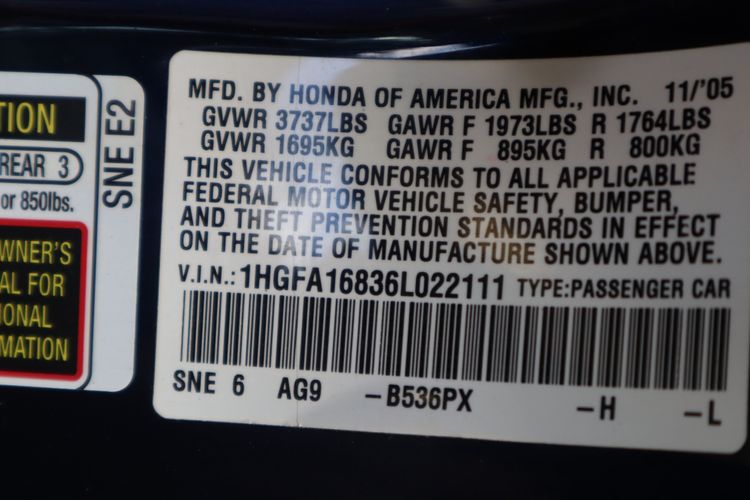 TION
REAR 3
or 850lbs.
WNER'S
AL FOR
IONAL
MATION
SNE E2
MFD. BY HONDA OF AMERICA MFG., INC. 11/'05
GVWR 3737LBS GAWR F 1973LBS R 1764LBS
GVWR 1695KG GAWR F 895KG R 800KG
THIS VEHICLE CONFORMS TO ALL APPLICABLE
FEDERAL MOTOR VEHICLE SAFETY, BUMPER,
AND THEFT PREVENTION STANDARDS IN EFFECT
ON THE DATE OF MANUFACTURE SHOWN ABOVE.
V.I.N.: 1HGFA16836L022111 TYPE:PASSENGER CAR
SNE 6 AG9 -B536PX -H -L